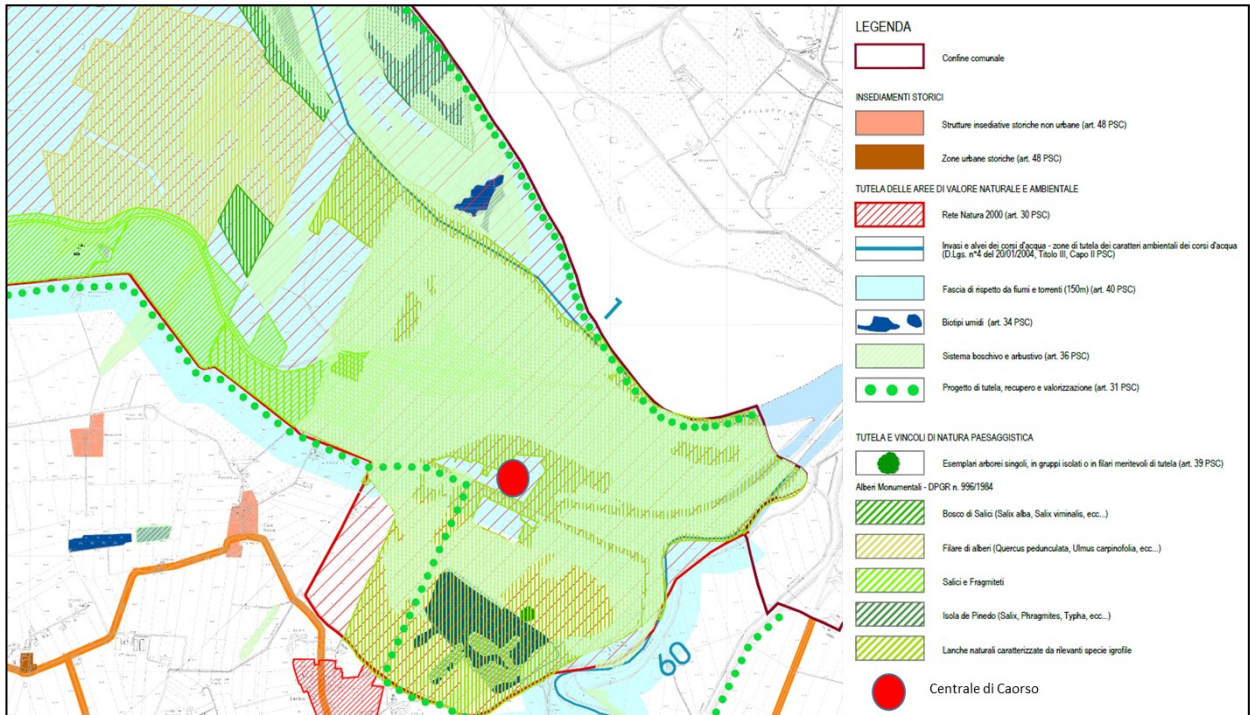 LEGENDA
Confine comunale
INSEDIAMENTI STORICI
Strutture insediative storiche non urbane (art. 48 PSC)
Zone urbane storiche (art. 48 PSC)
TUTELA DELLE AREE DI VALORE NATURALE E AMBIENTALE
Rete Natura 2000 (art. 30 PSC)
Invasi e alvei dei corsi d'acqua - zone di tutela dei caratteri ambientali dei corsi d'acqua
(D.Lgs. n°4 del 20/01/2004, Titolo III, Capo II PSC)
Fascia di rispetto da fiumi e torrenti (150m) (art. 40 PSC)
Biotipi umidi (art. 34 PSC)
Sistema boschivo e arbustivo (art. 36 PSC)
Progetto di tutela, recupero e valorizzazione (art. 31 PSC)
TUTELA E VINCOLI DI NATURA PAESAGGISTICA
Esemplari arborei singoli, in gruppi isolati o in filari meritevoli di tutela (art. 39 PSC)
Alberi Monumentali - DPGR n. 996/1984
Bosco di Salici (Salix alba, Salix viminalis, ecc...)
Filare di alberi (Quercus pedunculata, Ulmus carpinofolia, ecc...)
Salici e Fragmiteti
Isola de Pinedo (Salix, Phragmites, Typha, ecc...)
Lanche naturali caratterizzate da rilevanti specie igrofile
Centrale di Caorso
1
60